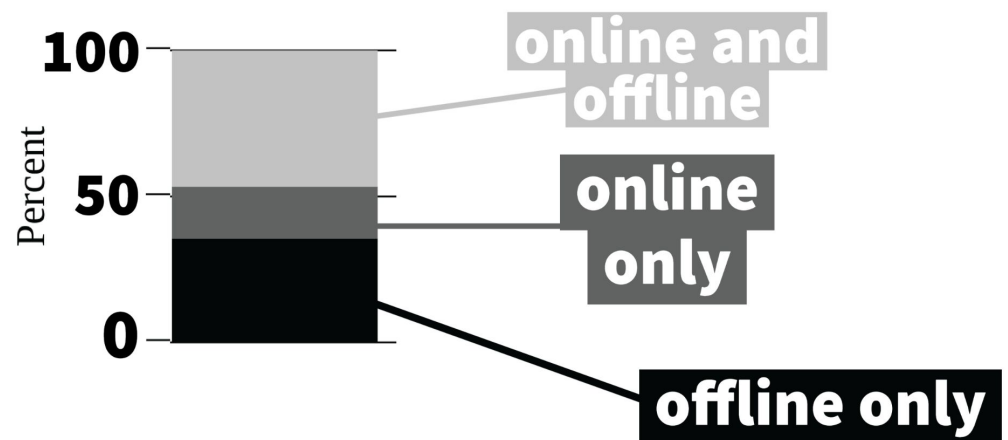 100
50
0
Percent
online and
offline
online
only
offline only